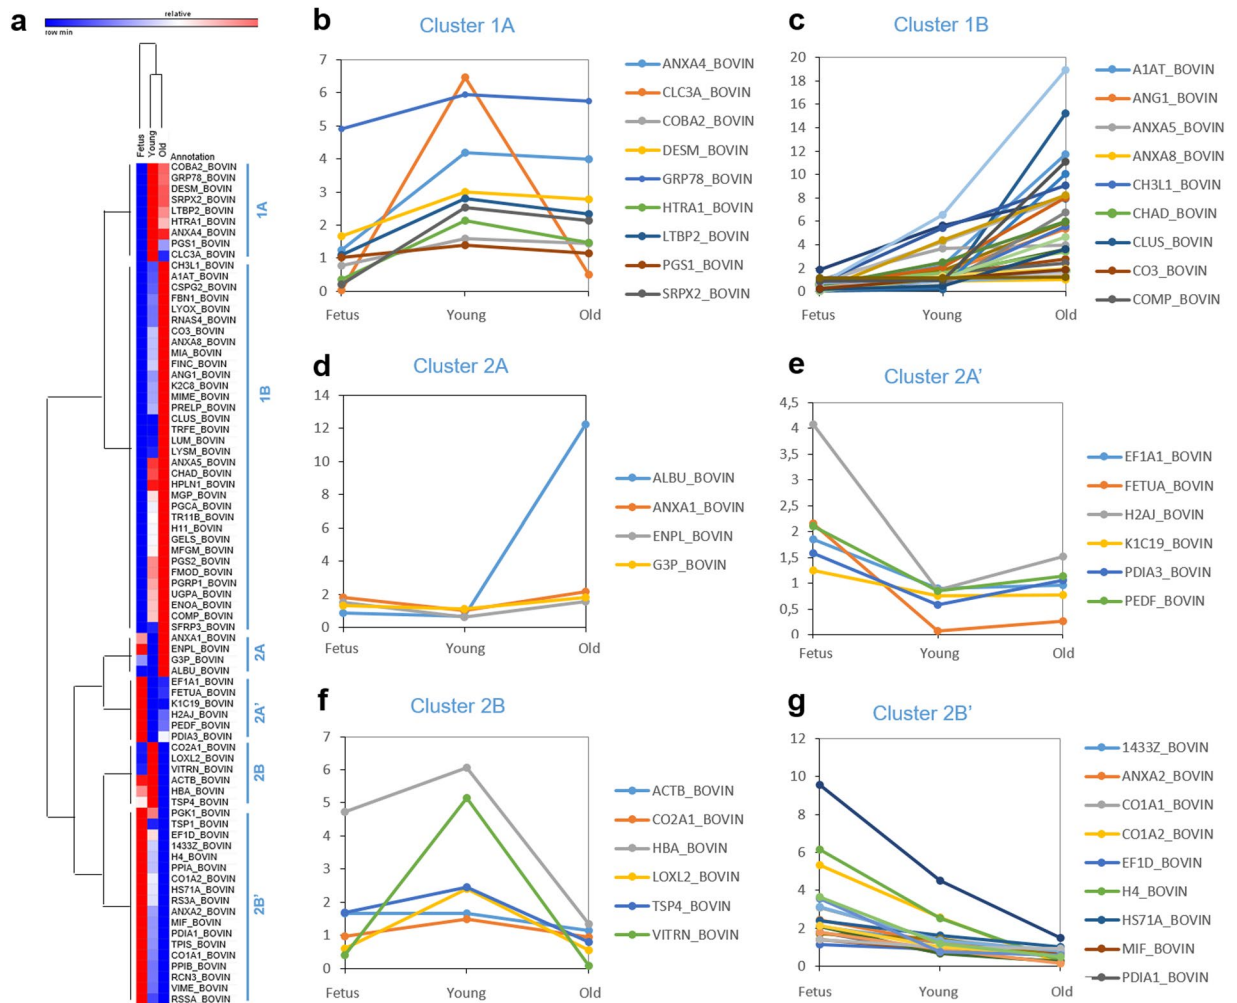 a
relative
row min
Fetus
Young
Old
Annotation
COBA2_BOVIN
GRP78_BOVIN
DESM_BOVIN
SRPX2_BOVIN
LTBP2_BOVIN
HTRA1_BOVIN
ANXA4_BOVIN
PGS1_BOVIN
CLC3A_BOVIN
CH3L1_BOVIN
A1AT_BOVIN
CSPG2_BOVIN
FBN1_BOVIN
LYOX_BOVIN
RNAS4_BOVIN
CO3_BOVIN
ANXA8_BOVIN
MIA_BOVIN
FINC_BOVIN
ANG1_BOVIN
K2C8_BOVIN
MIME_BOVIN
PRELP_BOVIN
CLUS_BOVIN
TRFE_BOVIN
LUM_BOVIN
LYSM_BOVIN
ANXA5_BOVIN
CHAD_BOVIN
HPLN1_BOVIN
MGP_BOVIN
PGCA_BOVIN
TR11B_BOVIN
H11_BOVIN
GELS_BOVIN
MFGM_BOVIN
PGS2_BOVIN
FMOD_BOVIN
PGRP1_BOVIN
UGPA_BOVIN
ENOA_BOVIN
COMP_BOVIN
SFRP3_BOVIN
ANXA1_BOVIN
ENPL_BOVIN
G3P_BOVIN
ALBU_BOVIN
EF1A1_BOVIN
FETUA_BOVIN
K1C19_BOVIN
H2AJ_BOVIN
PEDF_BOVIN
PDIA3_BOVIN
CO2A1_BOVIN
LOXL2_BOVIN
VITRN_BOVIN
ACTB_BOVIN
HBA_BOVIN
TSP4_BOVIN
PGK1_BOVIN
TSP1_BOVIN
EF1D_BOVIN
1433Z_BOVIN
H4_BOVIN
PPIA_BOVIN
CO1A2_BOVIN
HS71A_BOVIN
RS3A_BOVIN
ANXA2_BOVIN
MIF_BOVIN
PDIA1_BOVIN
TPIS_BOVIN
CO1A1_BOVIN
PPIB_BOVIN
RCN3_BOVIN
VIME_BOVIN
RSSA_BOVIN
1A
1B
2A
2A'
2B
2B'
b
Cluster 1A
7
6
5
4
3
2
1
0
Fetus
Young
Old
ANXA4_BOVIN
CLC3A_BOVIN
COBA2_BOVIN
DESM_BOVIN
GRP78_BOVIN
HTRA1_BOVIN
LTBP2_BOVIN
PGS1_BOVIN
SRPX2_BOVIN
c
Cluster 1B
20
18
16
14
12
10
8
6
4
2
0
Fetus
Young
Old
A1AT_BOVIN
ANG1_BOVIN
ANXA5_BOVIN
ANXA8_BOVIN
CH3L1_BOVIN
CHAD_BOVIN
CLUS_BOVIN
CO3_BOVIN
COMP_BOVIN
d
Cluster 2A
14
12
10
8
6
4
2
0
Fetus
Young
Old
ALBU_BOVIN
ANXA1_BOVIN
ENPL_BOVIN
G3P_BOVIN
e
Cluster 2A’
4,5
4
3,5
3
2,5
2
1,5
1
0,5
0
Fetus
Young
Old
EF1A1_BOVIN
FETUA_BOVIN
H2AJ_BOVIN
K1C19_BOVIN
PDIA3_BOVIN
PEDF_BOVIN
f
Cluster 2B
7
6
5
4
3
2
1
0
Fetus
Young
Old
ACTB_BOVIN
CO2A1_BOVIN
HBA_BOVIN
LOXL2_BOVIN
TSP4_BOVIN
VITRN_BOVIN
g
Cluster 2B’
12
10
8
6
4
2
0
Fetus
Young
Old
1433Z_BOVIN
ANXA2_BOVIN
CO1A1_BOVIN
CO1A2_BOVIN
EF1D_BOVIN
H4_BOVIN
HS71A_BOVIN
MIF_BOVIN
PDIA1_BOVIN